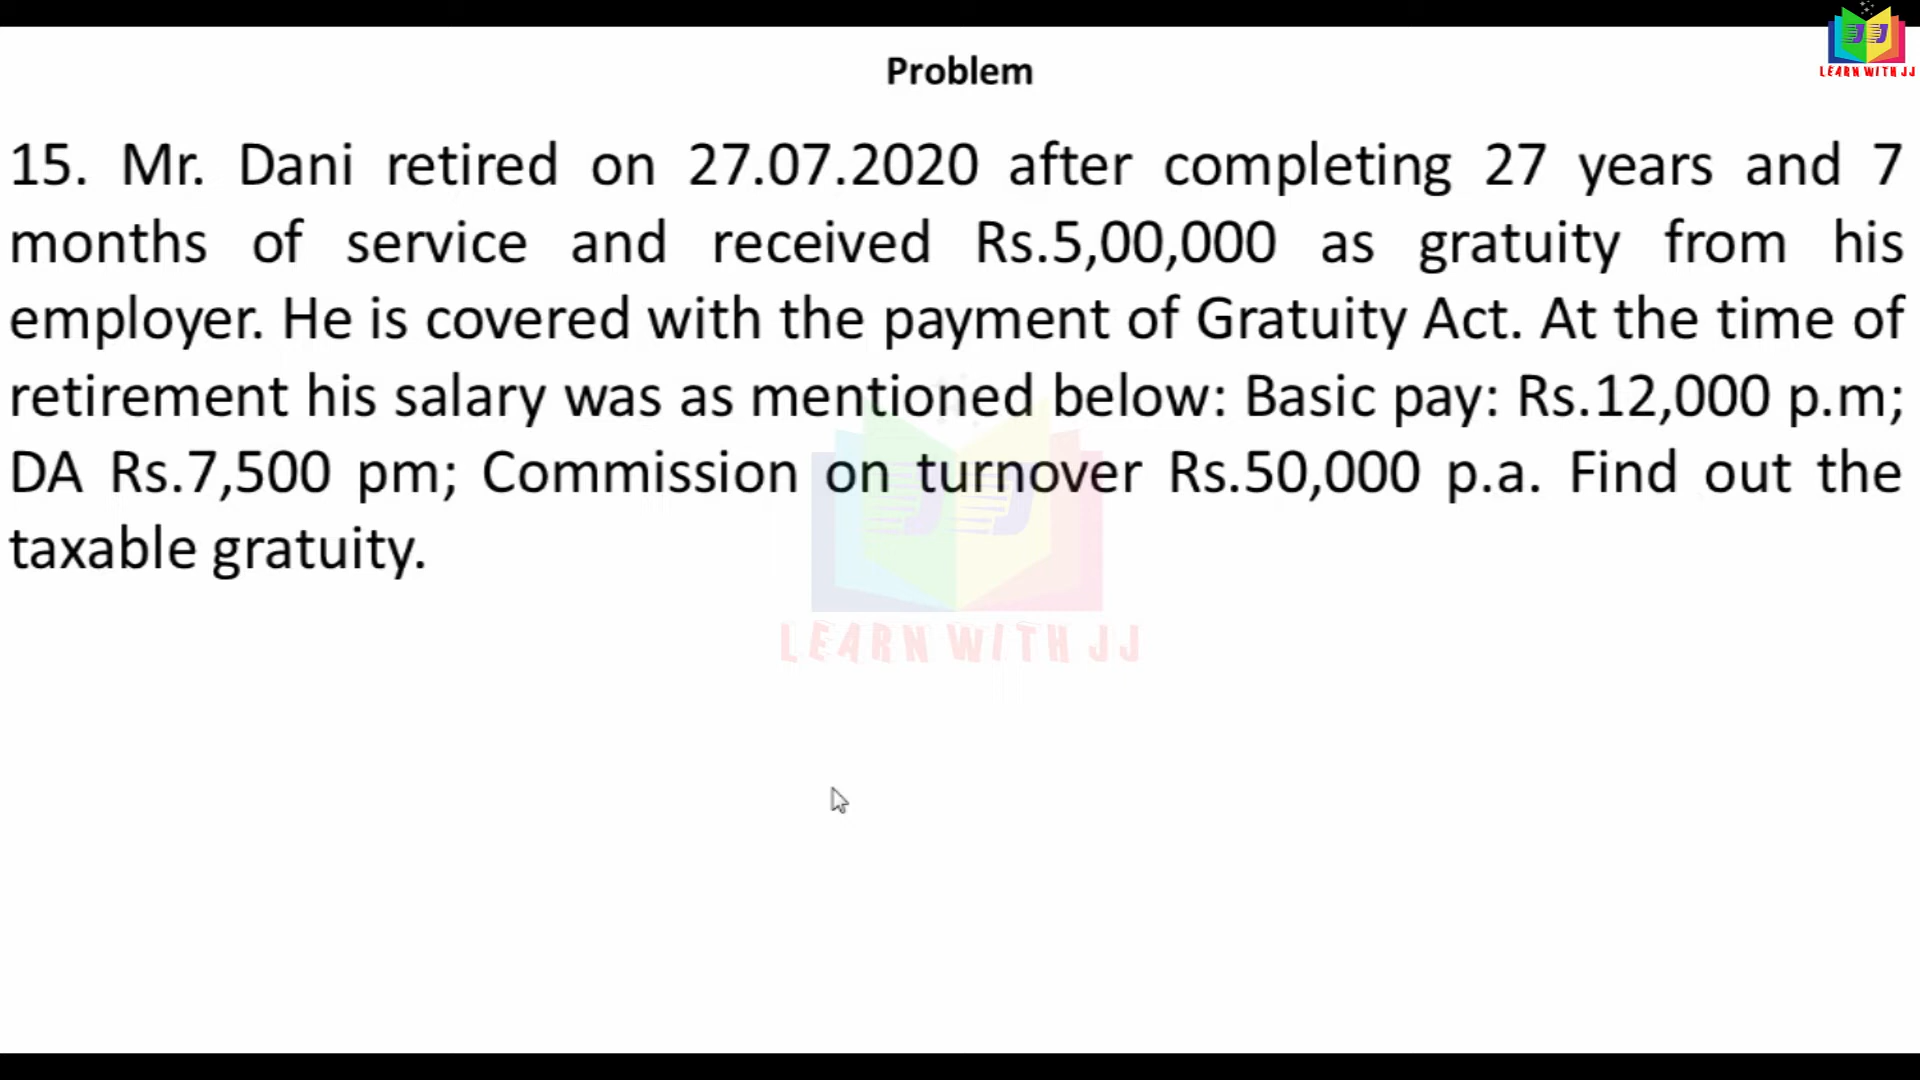 LEARN WITH JJ
Problem
15. Mr. Dani retired on 27.07.2020 after completing 27 years and 7
months of service and received Rs.5,00,000 as gratuity from his
employer. He is covered with the payment of Gratuity Act. At the time of
retirement his salary was as mentioned below: Basic pay: Rs.12,000 p.m;
DA Rs.7,500 pm; Commission on turnover Rs.50,000 p.a. Find out the
taxable gratuity.
JJ
LEARN WITH JJ